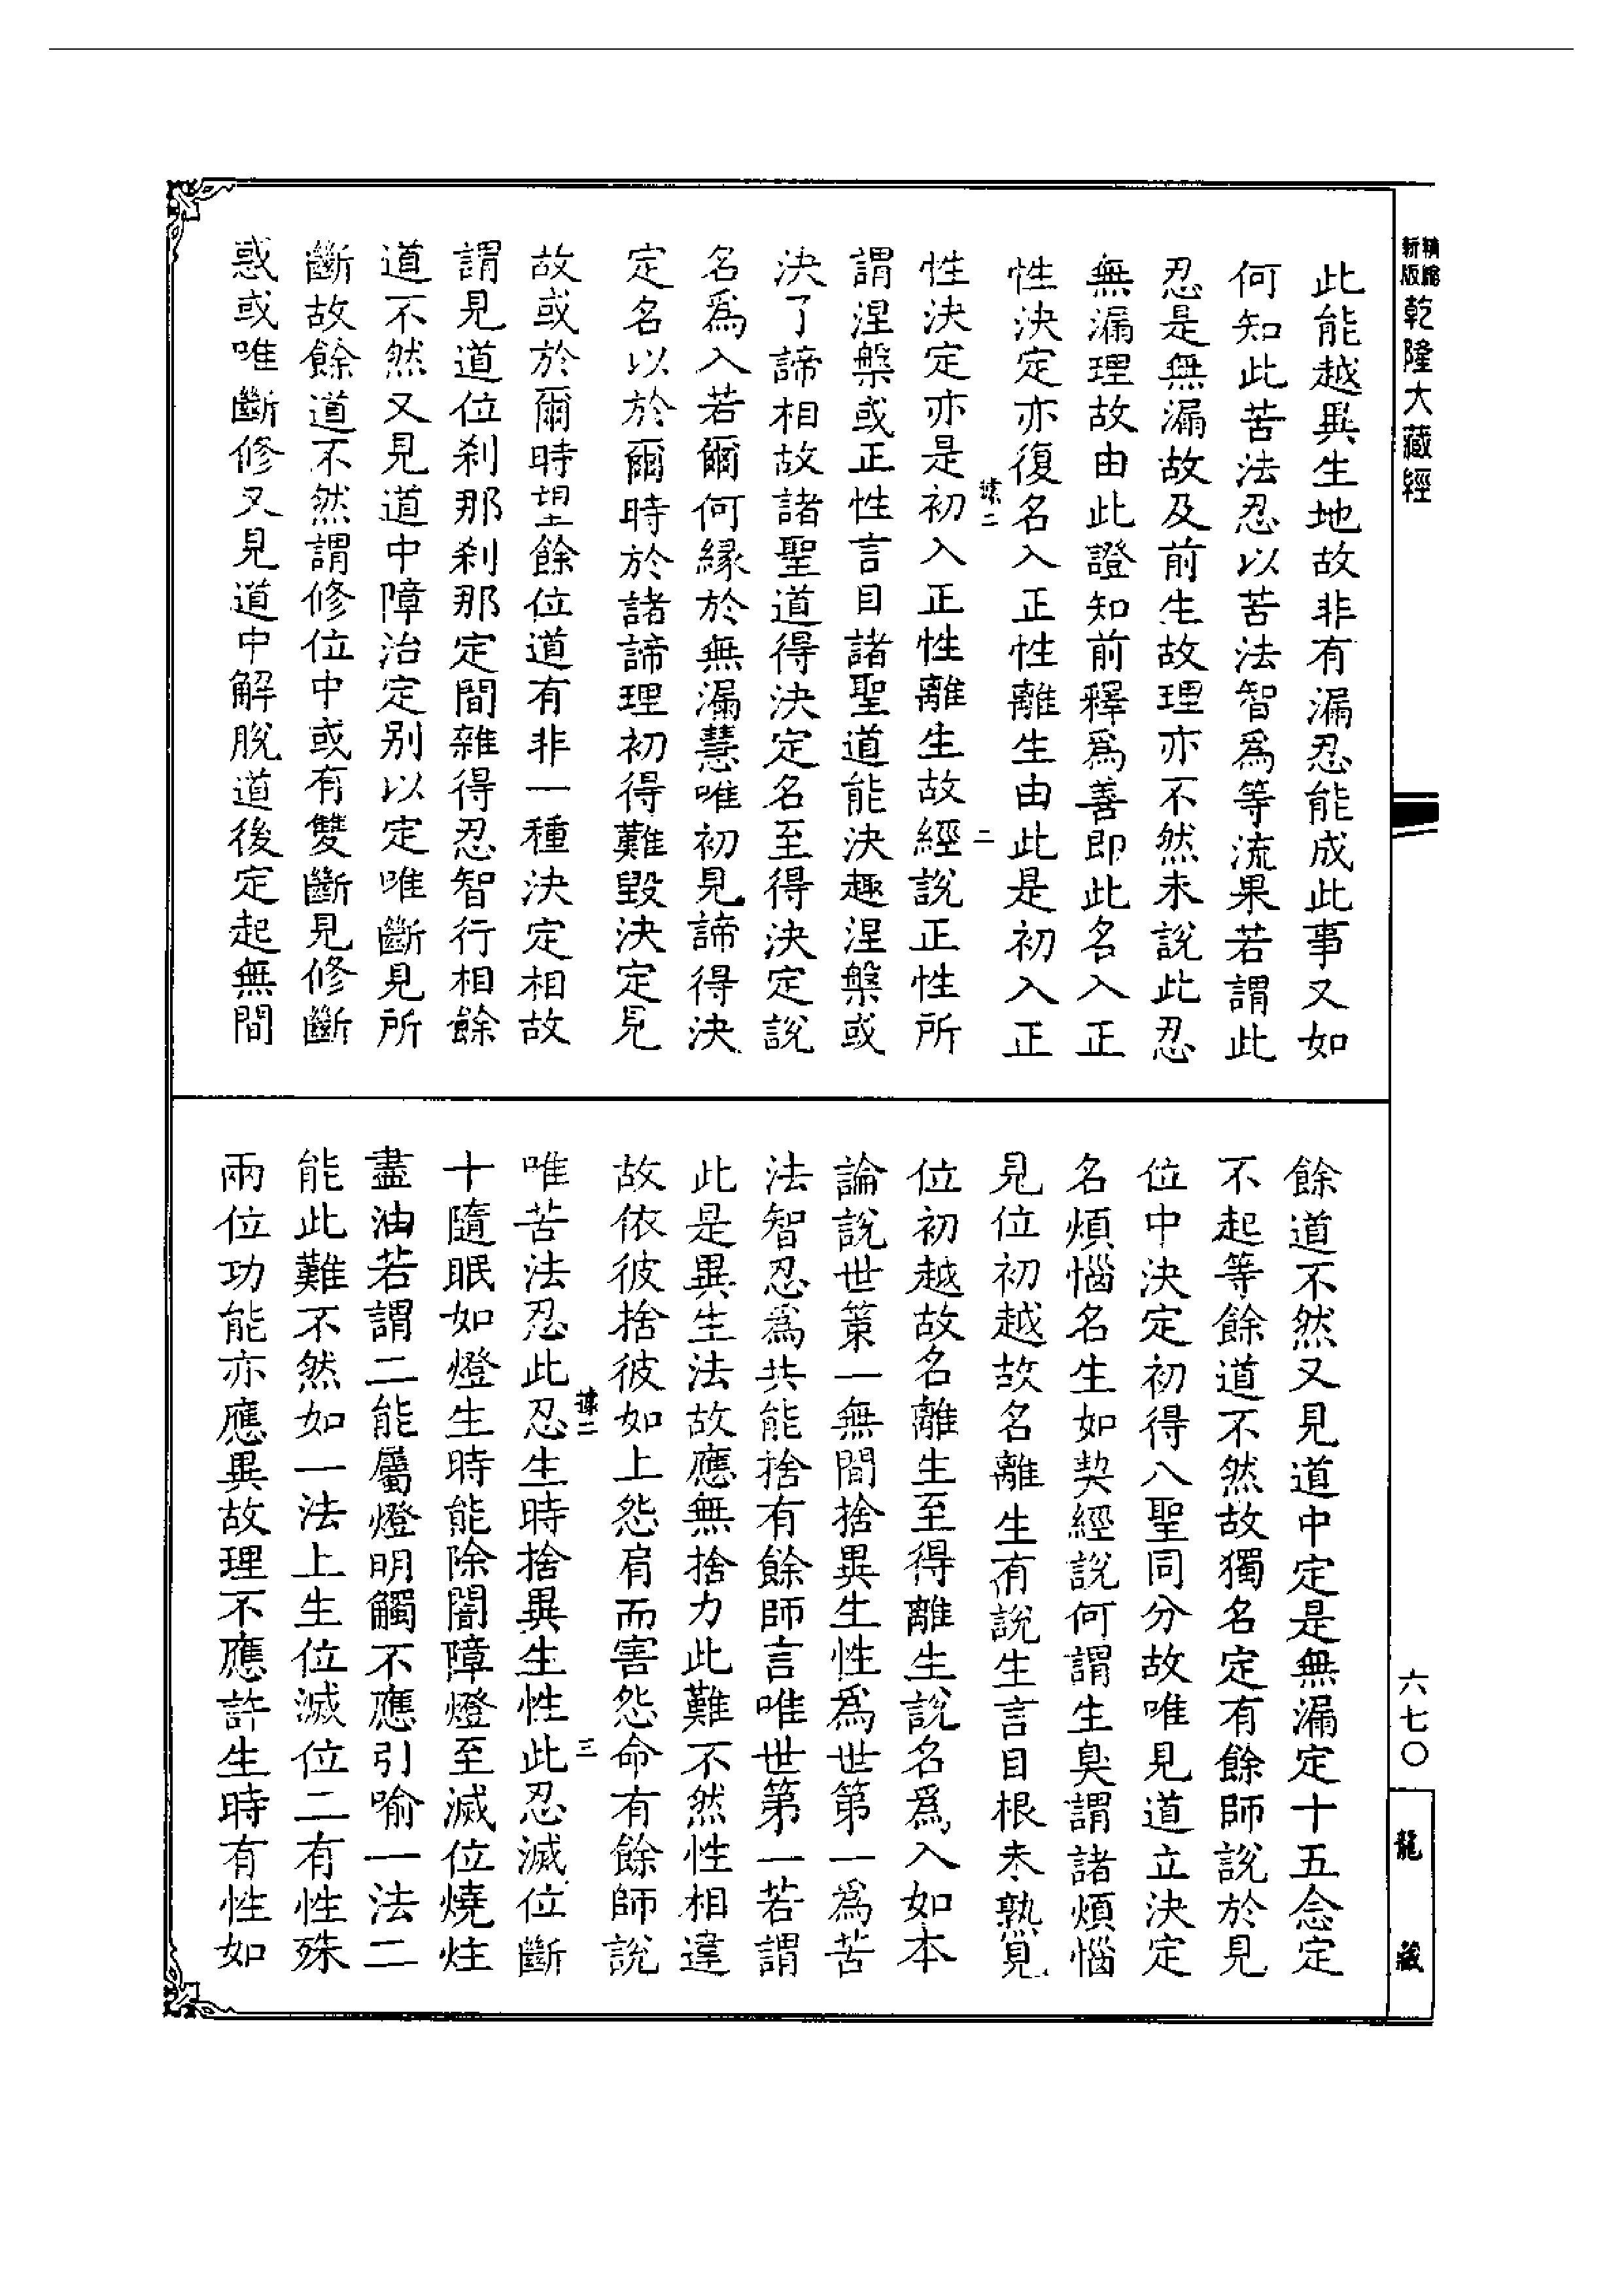 精縮新版乾隆大藏經
此能越異生地故非有漏忍能成此事又如
何知此苦法忍以苦法智爲等流果若謂此
忍是無漏故及前生故理亦不然未說此忍
無漏理故由此證知前釋爲善即此名入正
性決定亦復名入正性離生由此是初入正
據二 二
性決定亦是初入正性離生故經說正性所
謂涅槃或正性言目諸聖道能決趣涅槃或
決了諦相故諸聖道得決定名至得決定說
名爲入若爾何緣於無漏慧唯初見諦得決
定名以於爾時於諸諦理初得難毀決定見
故或於爾時望餘位道有非一種決定相故
謂見道位刹那刹那定間雜得忍智行相餘
道不然又見道中障治定別以定唯斷見所
斷故餘道不然謂修位中或有雙斷見修斷
惑或唯斷修又見道中解脫道後定起無間
餘道不然又見道中定是無漏定十五念定
不起等餘道不然故獨名定有餘師說於見
位中決定初得八聖同分故唯見道立決定
名煩惱名生如契經說何謂生臭謂諸煩惱
見位初越故名離生有說生言目根未熟見
位初越故名離生至得離生說名爲入如本
論說世第一無間捨異生性爲世第一爲苦
法智忍爲共能捨有餘師言唯世第一若謂
此是異生法故應無捨力此難不然性相違
故依彼捨彼如上怨肩而害怨命有餘師說
據二 三
唯苦法忍此忍生時捨異生性此忍滅位斷
十隨眠如燈生時能除闇障燈至滅位燒炷
盡油若謂二能屬燈明觸不應引喻一法二
能此難不然如一法上生位滅位二有性殊
兩位功能亦應異故理不應許生時有性如
六七〇
龍藏